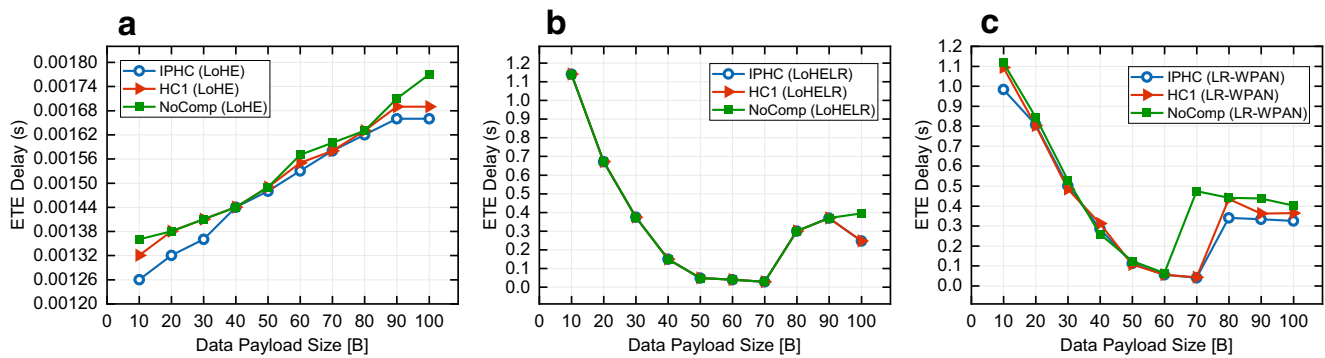 a
ETE Delay (s)
0.00180
0.00174
0.00168
0.00162
0.00156
0.00150
0.00144
0.00138
0.00132
0.00126
0.00120
IPHC (LoHE)
HC1 (LoHE)
NoComp (LoHE)
0 10 20 30 40 50 60 70 80 90 100
Data Payload Size [B]
b
ETE Delay (s)
1.2
1.1
1.0
0.9
0.8
0.7
0.6
0.5
0.4
0.3
0.2
0.1
0.0
IPHC (LoHELR)
HC1 (LoHELR)
NoComp (LoHELR)
0 10 20 30 40 50 60 70 80 90 100
Data Payload Size [B]
c
ETE Delay (s)
1.2
1.1
1.0
0.9
0.8
0.7
0.6
0.5
0.4
0.3
0.2
0.1
0.0
IPHC (LR-WPAN)
HC1 (LR-WPAN)
NoComp (LR-WPAN)
0 10 20 30 40 50 60 70 80 90 100
Data Payload Size [B]